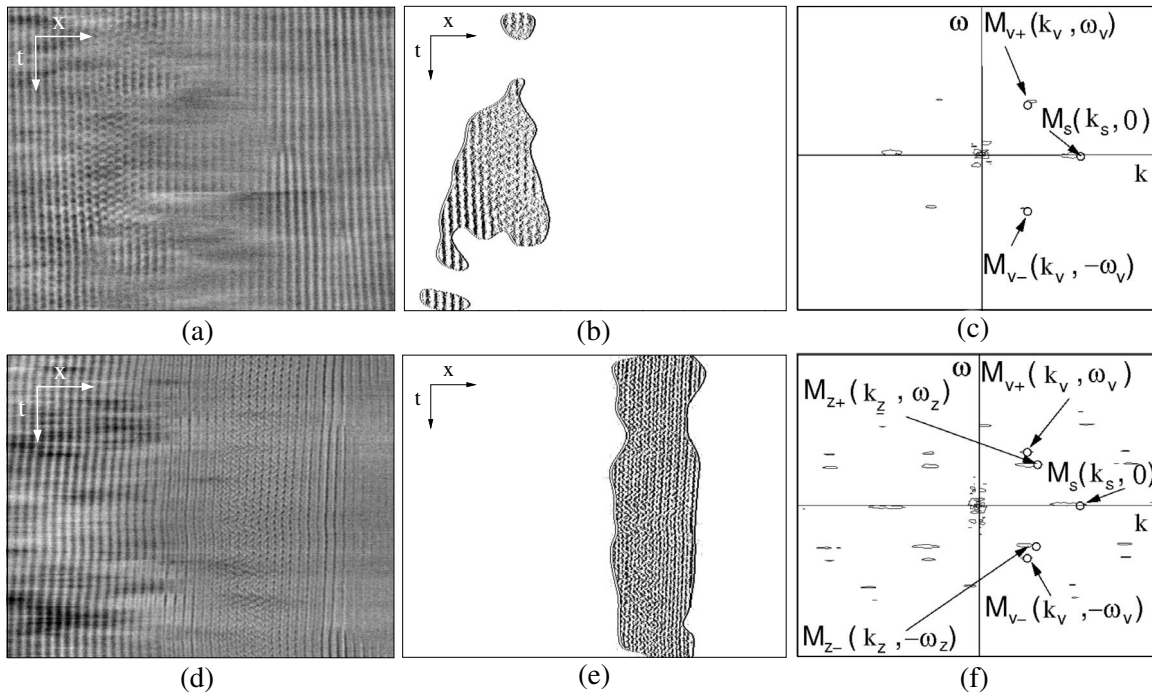 x
t
(a)
x
t
(b)
ω
M_{v+}(k_v, ω_v)
M_s(k_s, 0)
k
M_{v−}(k_v, −ω_v)
(c)
x
t
(d)
x
t
(e)
ω
M_{v+}(k_v, ω_v)
M_{z+}(k_z, ω_z)
M_s(k_s, 0)
k
M_{v−}(k_v, −ω_v)
M_{z−}(k_z, −ω_z)
(f)